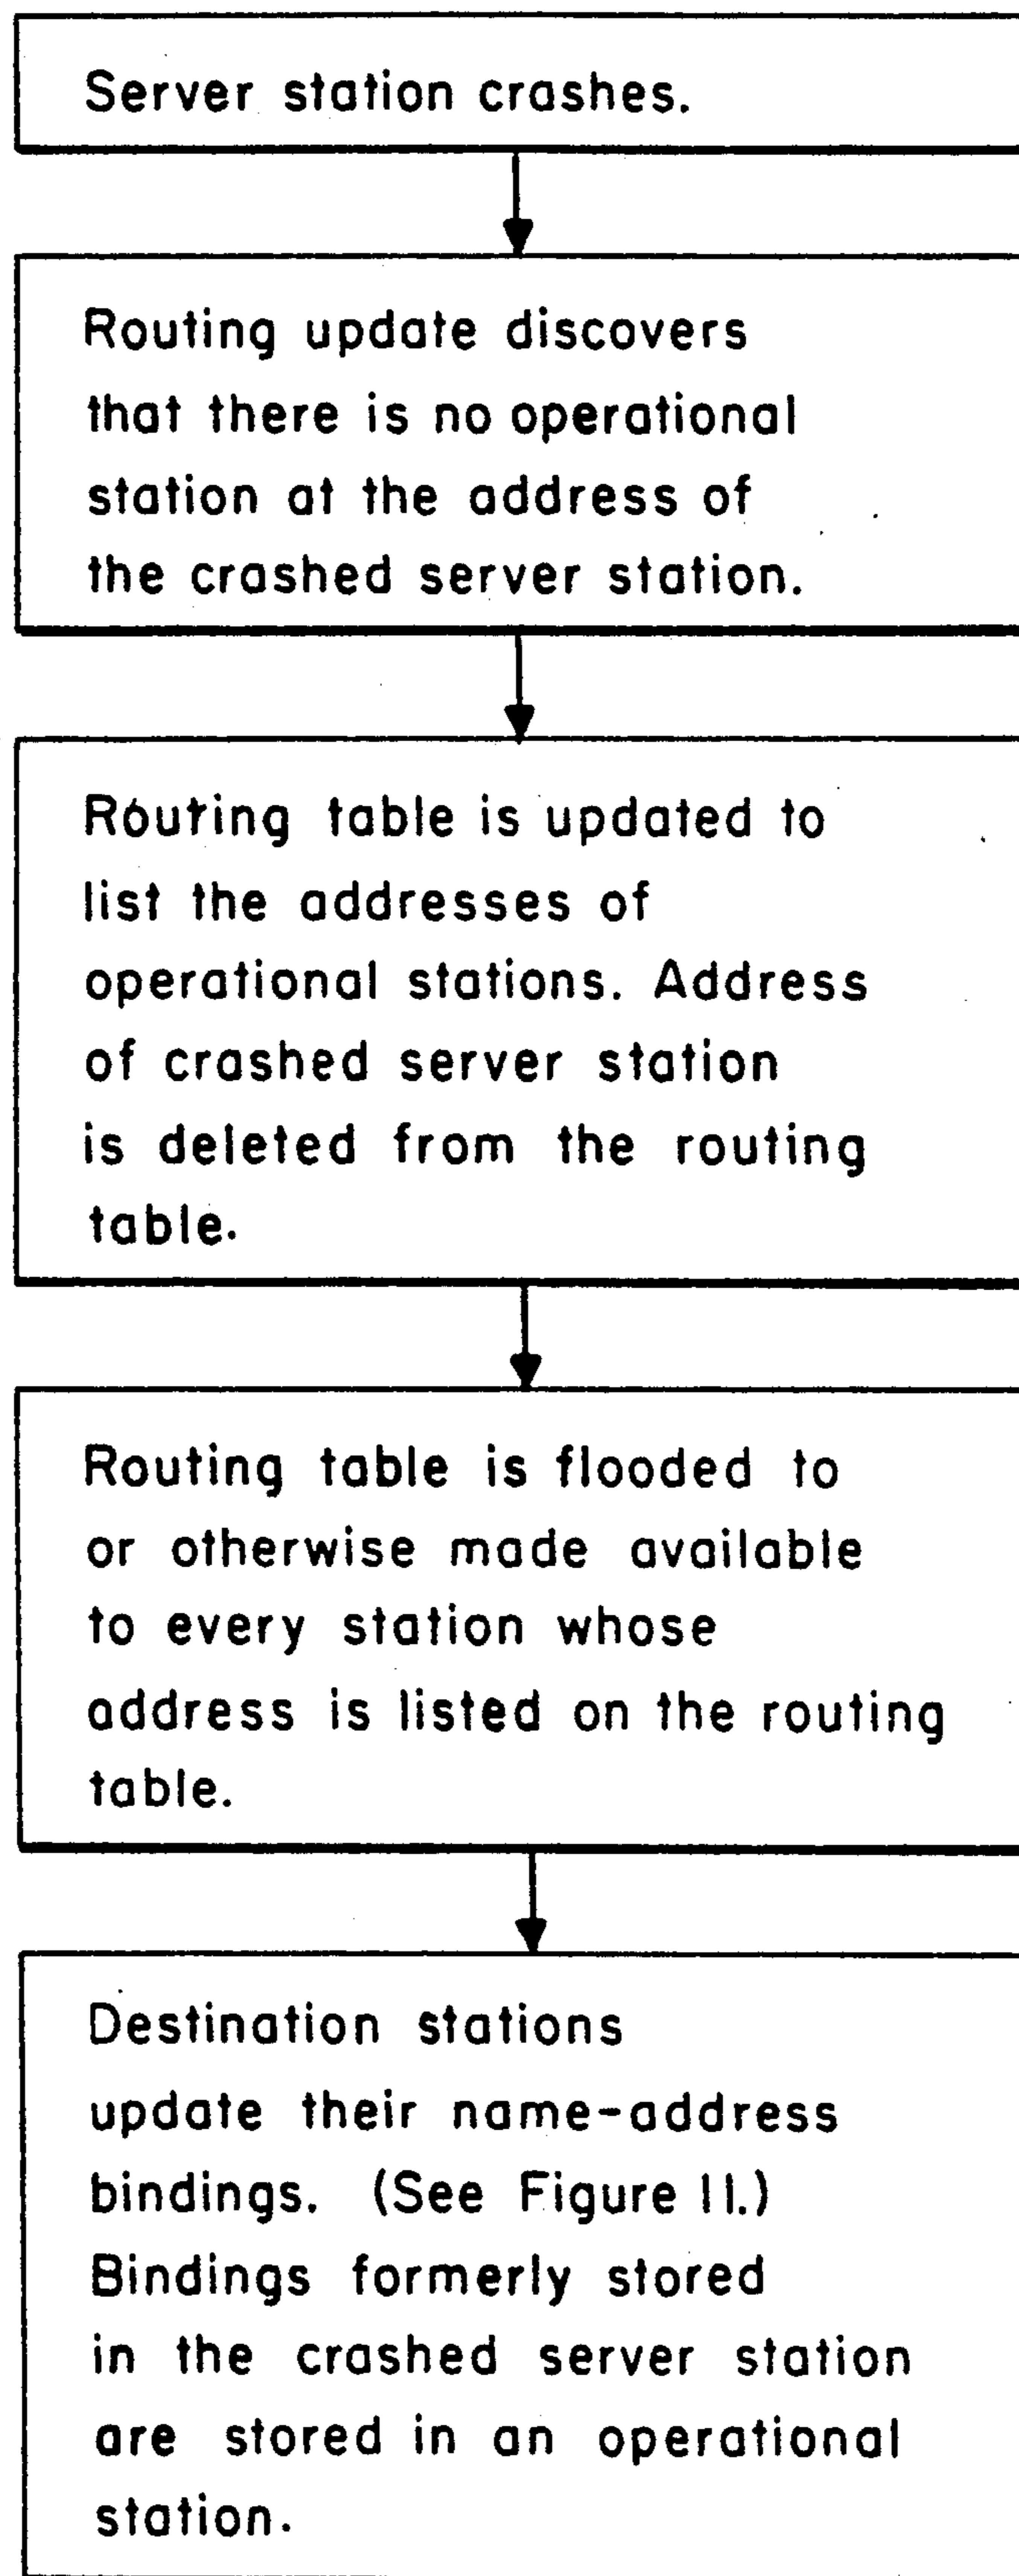 Server station crashes.
Routing update discovers
that there is no operational
station at the address of
the crashed server station.
Routing table is updated to
list the addresses of
operational stations. Address
of crashed server station
is deleted from the routing
table.
Routing table is flooded to
or otherwise made available
to every station whose
address is listed on the routing
table.
Destination stations
update their name-address
bindings. (See Figure 11.)
Bindings formerly stored
in the crashed server station
are stored in an operational
station.